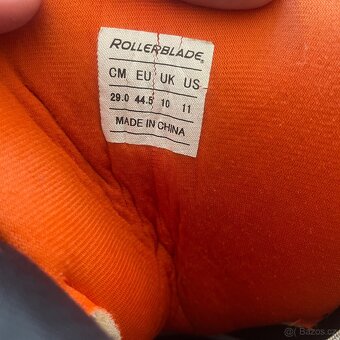 ROLLERBLADE®
CM EU UK US
29.0 44.5 10 11
MADE IN CHINA
© Bazos.cz